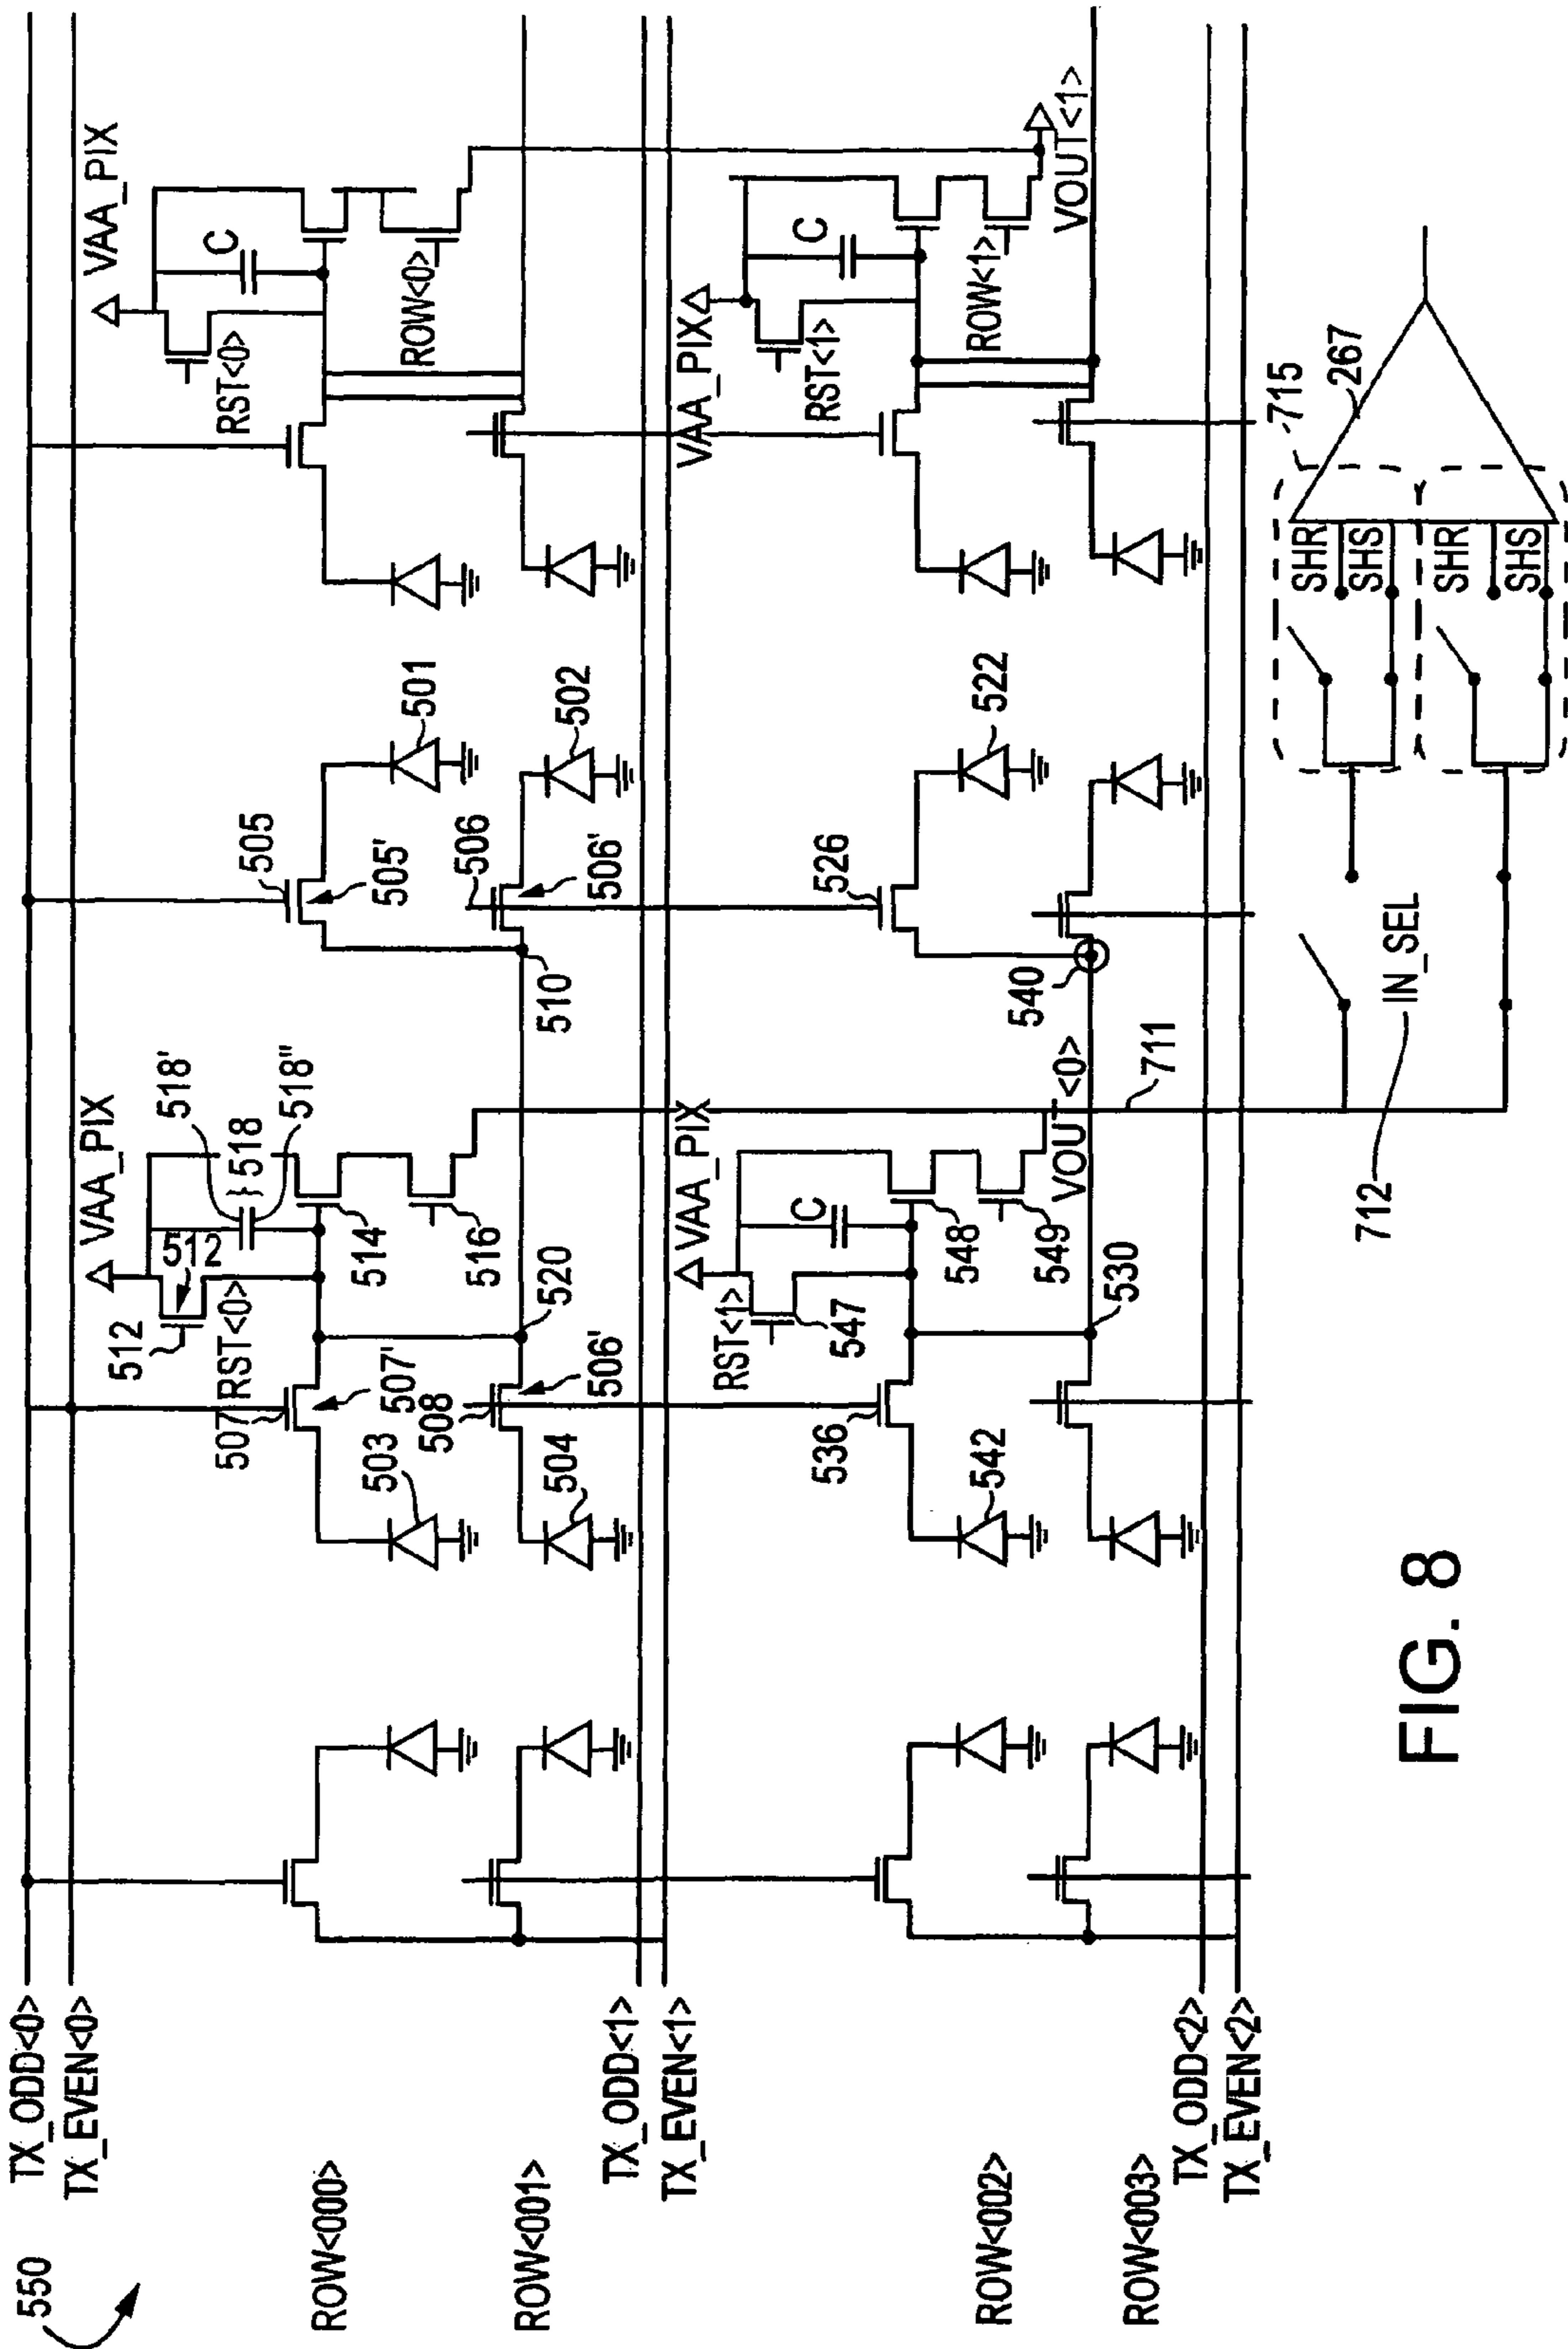 550
TX_ODD<0>
TX_EVEN<0>
ROW<000>
ROW<001>
TX_ODD<1>
TX_EVEN<1>
ROW<002>
ROW<003>
TX_ODD<2>
TX_EVEN<2>
VAA_PIX
512
512
518'
518
518"
RST<0>
507
507'
514
516
503
508
506'
504
520
505
505'
501
506
506'
502
510
VAA_PIX
C
RST<0>
ROW<0>
VAA_PIX
C
RST<1>
547
548
549
536
542
530
VOUT<0>
526
522
540
711
VAA_PIX
C
RST<1>
ROW<1>
VOUT<1>
712
IN_SEL
715
SHR
SHS
SHR
SHS
267
FIG. 8